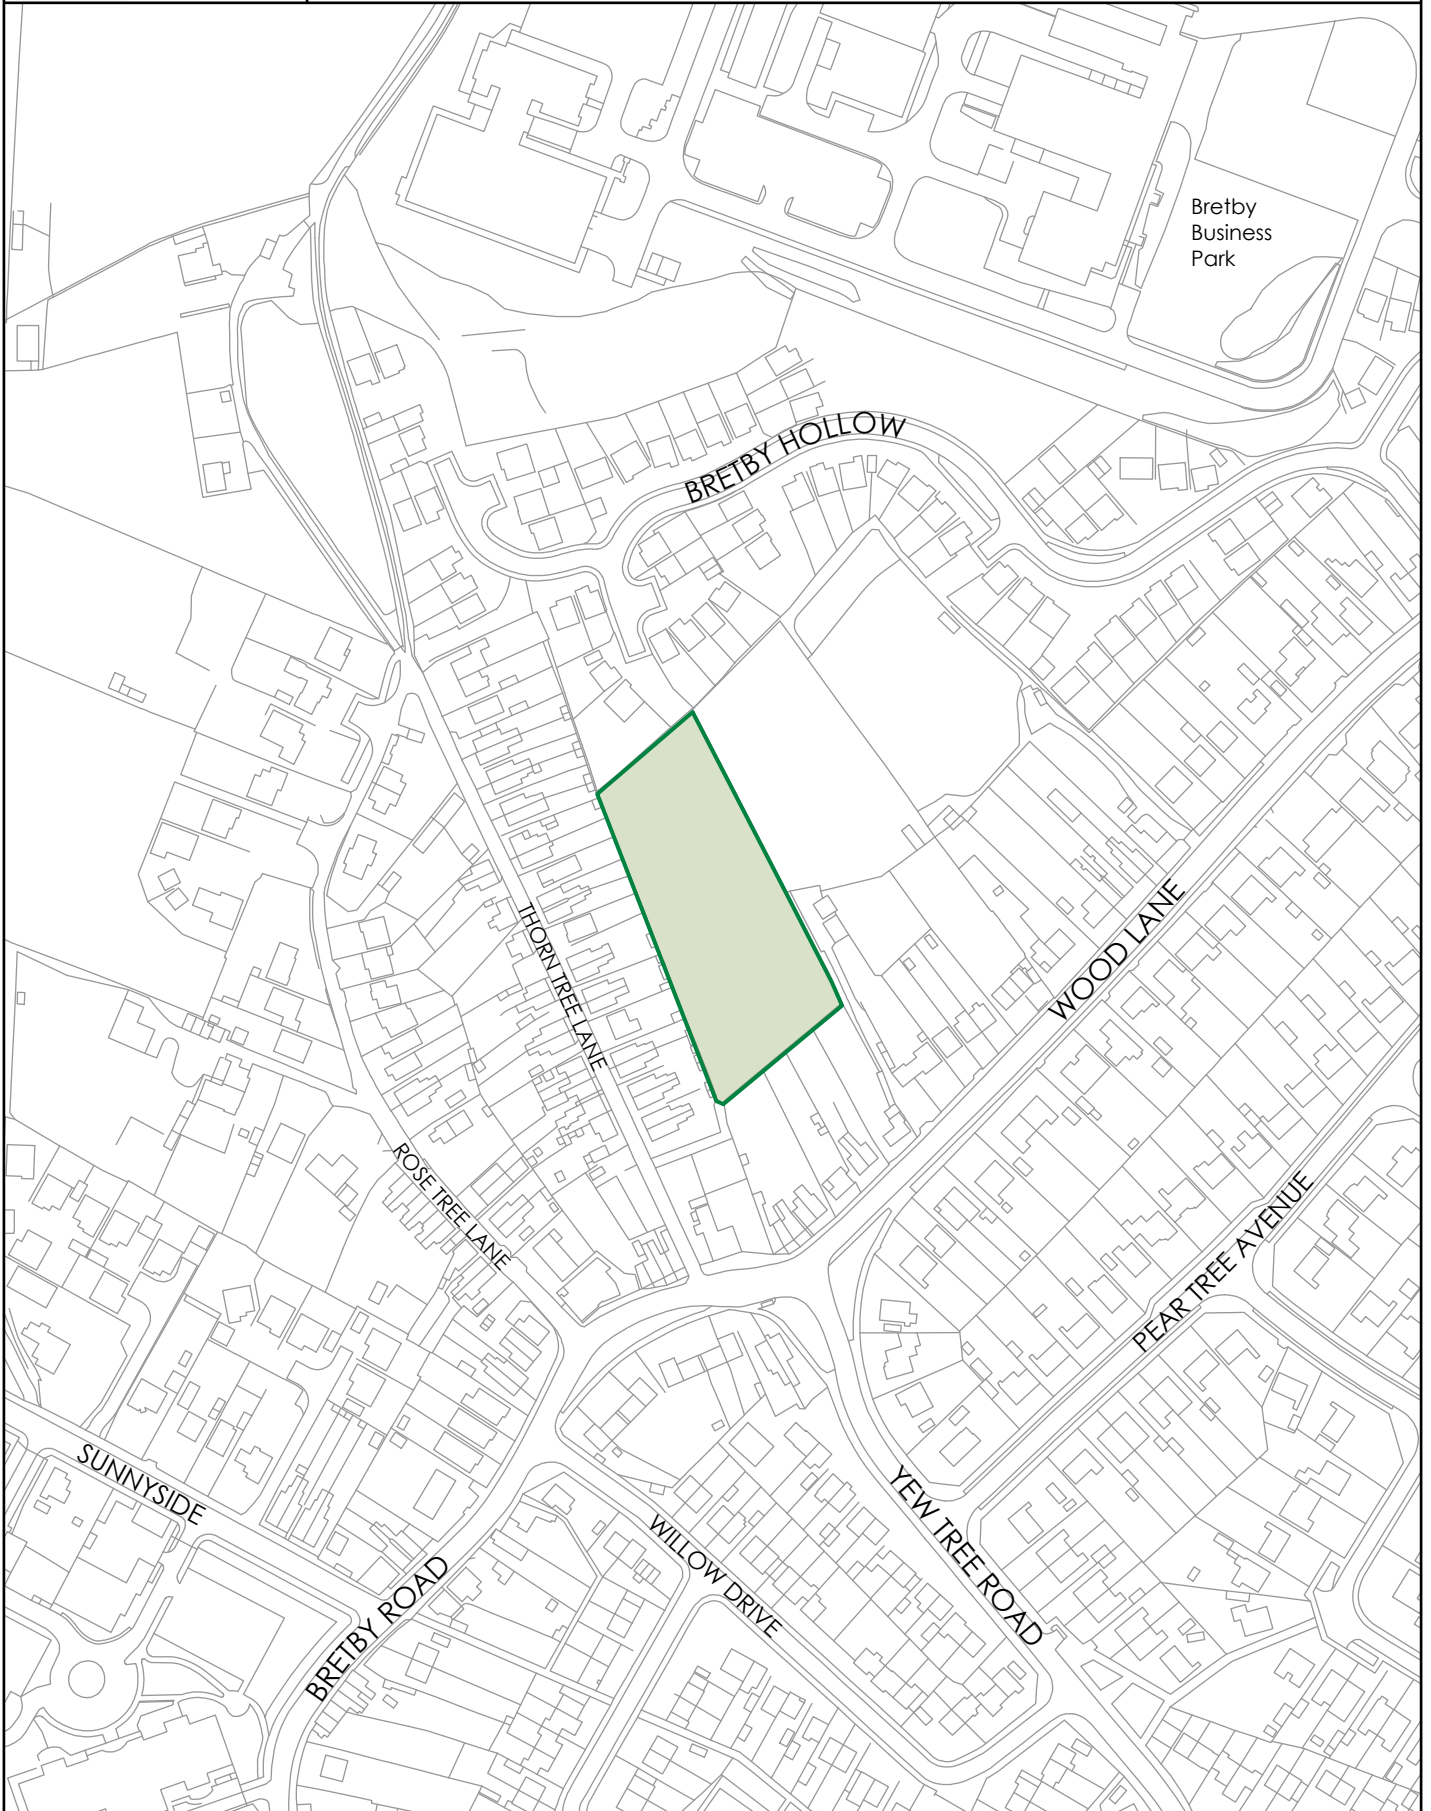 Bretby
Business
Park
BRETBY HOLLOW
THORN TREE LANE
WOOD LANE
ROSE TREE LANE
PEAR TREE AVENUE
SUNNYSIDE
YEW TREE ROAD
WILLOW DRIVE
BRETBY ROAD